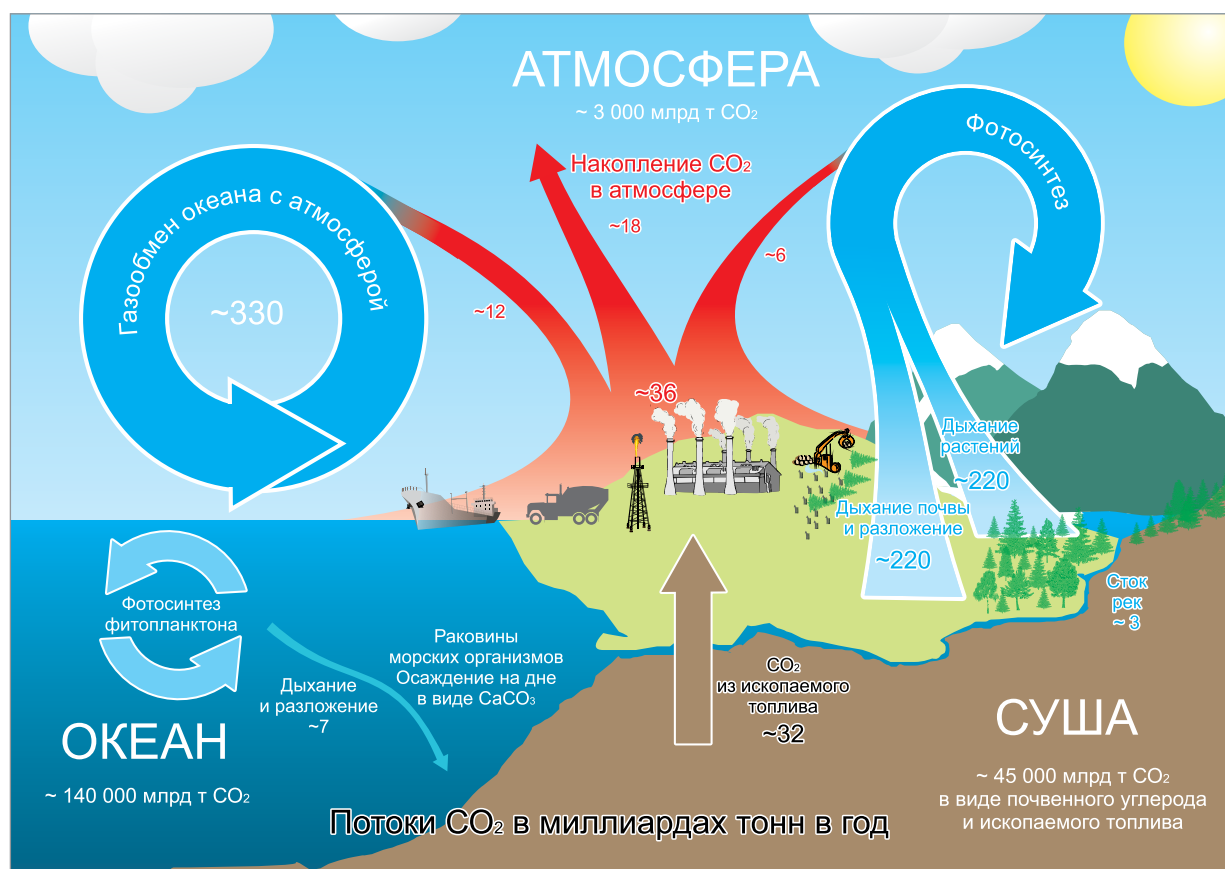 АТМОСФЕРА
~ 3 000 млрд т CO₂
Накопление CO₂
в атмосфере
~18
Фотосинтез
Газообмен океана с атмосферой
~330
~12
~6
~36
Дыхание
растений
~220
Дыхание почвы
и разложение
~220
Сток
рек
~ 3
Фотосинтез
фитопланктона
Раковины
морских организмов
Осаждение на дне
в виде CaCO₃
Дыхание
и разложение
~7
CO₂
из ископаемого
топлива
~32
ОКЕАН
~ 140 000 млрд т CO₂
СУША
~ 45 000 млрд т CO₂
в виде почвенного углерода
и ископаемого топлива
Потоки CO₂ в миллиардах тонн в год